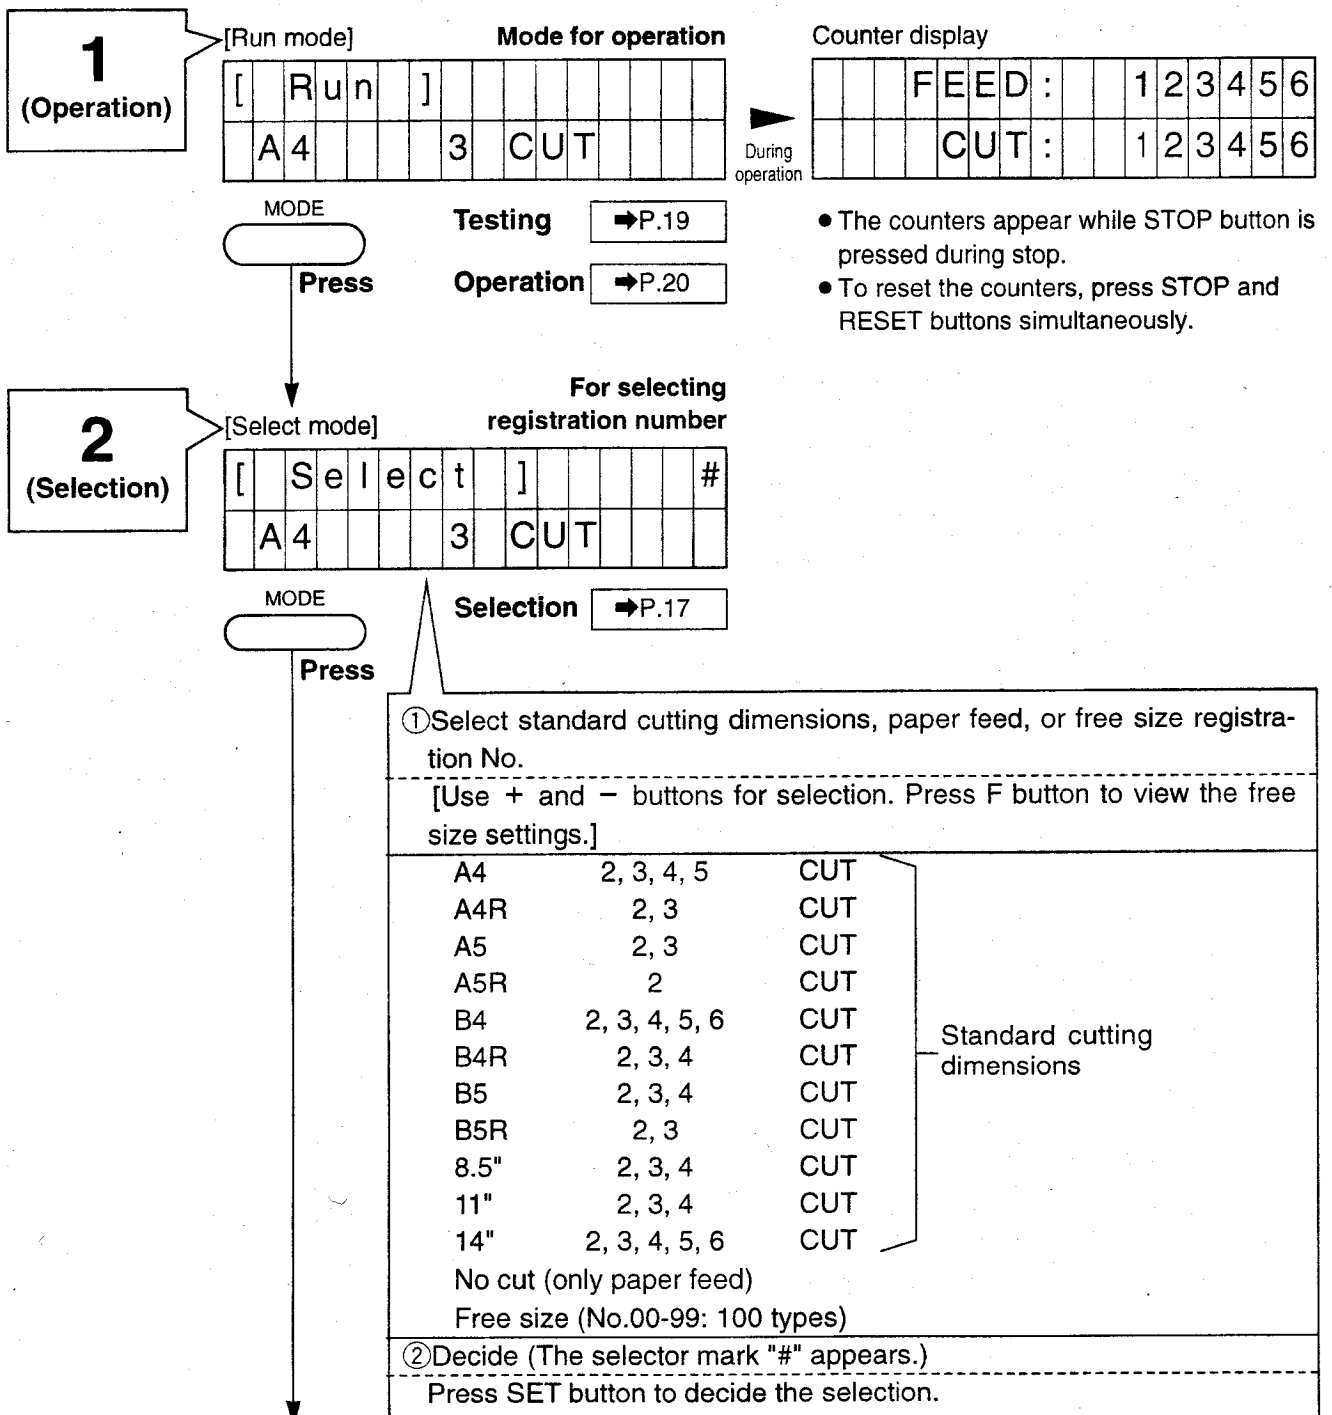 1
(Operation)
[Run mode] Mode for operation
[ Run ]
A4 3 CUT
During
operation
Counter display
FEED: 123456
CUT: 123456
MODE
Press
Testing ➡P.19
Operation ➡P.20
● The counters appear while STOP button is
pressed during stop.
● To reset the counters, press STOP and
RESET buttons simultaneously.
2
(Selection)
For selecting
[Select mode] registration number
[ Select ] #
A4 3 CUT
MODE
Press
Selection ➡P.17
①Select standard cutting dimensions, paper feed, or free size registra-
tion No.
[Use + and − buttons for selection. Press F button to view the free
size settings.]
A4 2, 3, 4, 5 CUT
A4R 2, 3 CUT
A5 2, 3 CUT
A5R 2 CUT
B4 2, 3, 4, 5, 6 CUT
B4R 2, 3, 4 CUT
B5 2, 3, 4 CUT
B5R 2, 3 CUT
8.5" 2, 3, 4 CUT
11" 2, 3, 4 CUT
14" 2, 3, 4, 5, 6 CUT
Standard cutting
dimensions
No cut (only paper feed)
Free size (No.00-99: 100 types)
②Decide (The selector mark "#" appears.)
Press SET button to decide the selection.